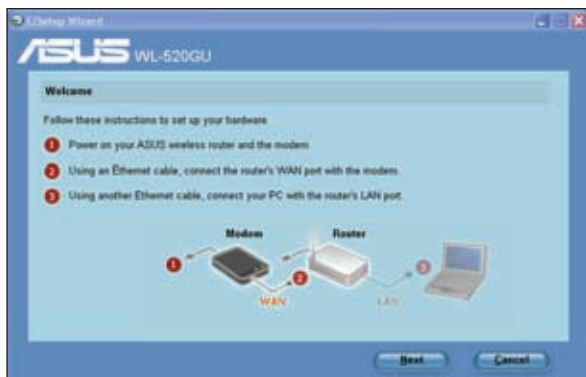 EZSetup Wizard
ASUS WL-520GU
Welcome
Follow these instructions to set up your hardware.
1 Power on your ASUS wireless router and the modem.
2 Using an Ethernet cable, connect the router's WAN port with the modem.
3 Using another Ethernet cable, connect your PC with the router's LAN port.
Modem Router
1 2 3
WAN LAN
Next Cancel